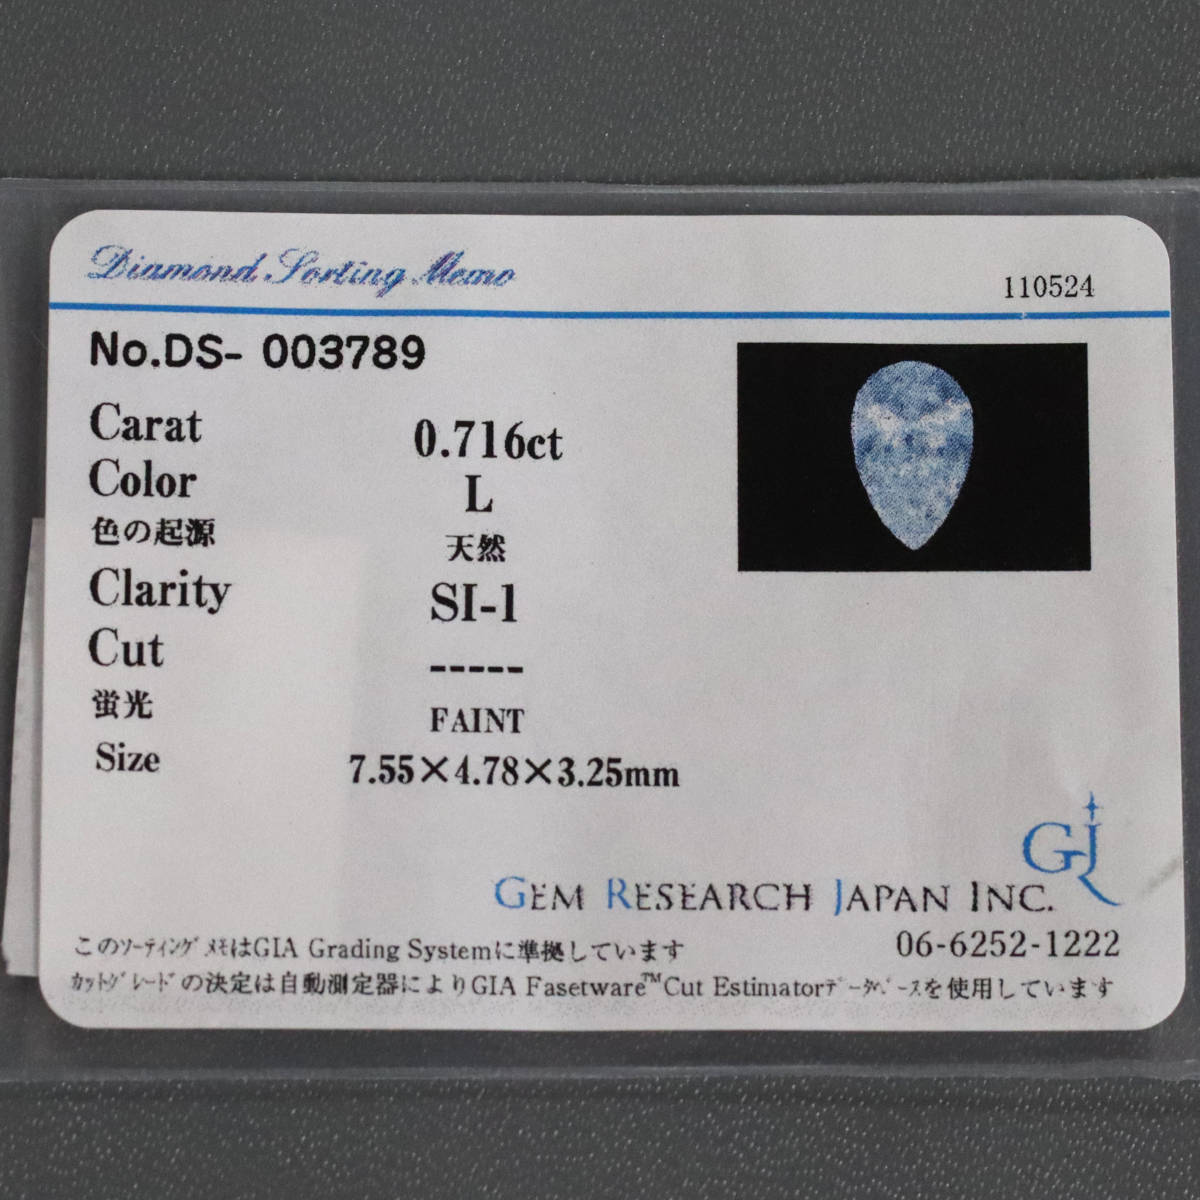 Diamond Sorting Memo
110524
No.DS- 003789
Carat 0.716ct
Color L
色の起源 天然
Clarity SI-1
Cut -----
蛍光 FAINT
Size 7.55×4.78×3.25mm
GJ
GEM RESEARCH JAPAN INC.
06-6252-1222
このｿｰﾃｨﾝｸﾞﾒﾓはGIA Grading Systemに準拠しています
ｶｯﾄｸﾞﾚｰﾄﾞの決定は自動測定器によりGIA Fasetware™Cut Estimatorﾃﾞｰﾀﾍﾞｰｽを使用しています